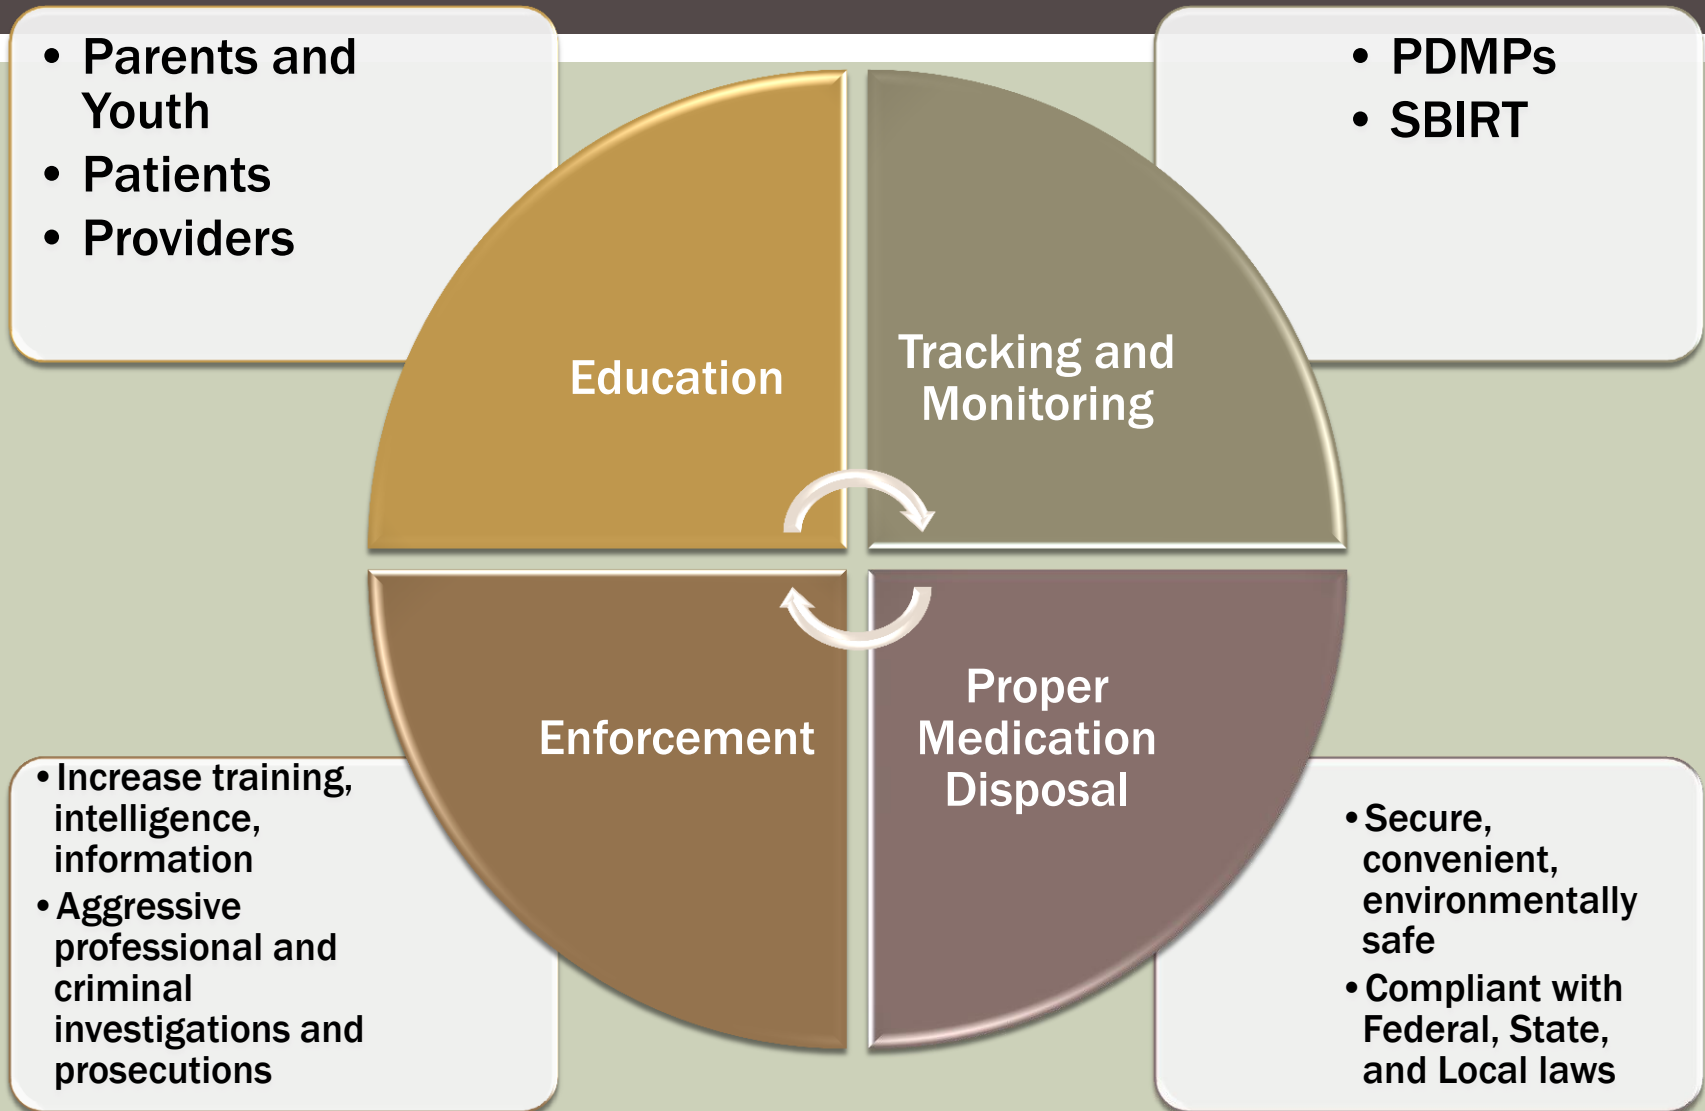 • Parents and
Youth
• Patients
• Providers
• PDMPs
• SBIRT
Education
Tracking and
Monitoring
Enforcement
Proper
Medication
Disposal
•Increase training,
intelligence,
information
•Aggressive
professional and
criminal
investigations and
prosecutions
•Secure,
convenient,
environmentally
safe
•Compliant with
Federal, State,
and Local laws